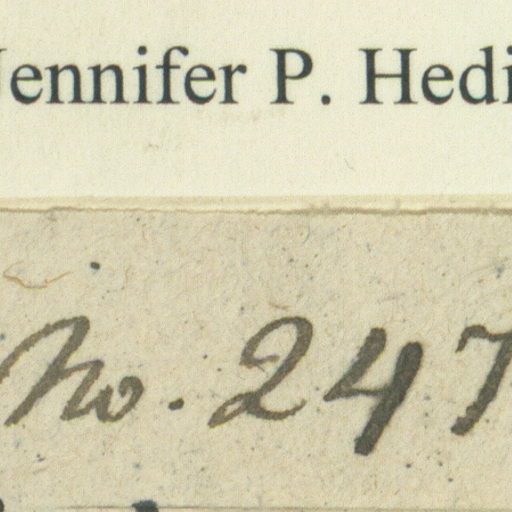 Jennifer P. Hedi
No. 247